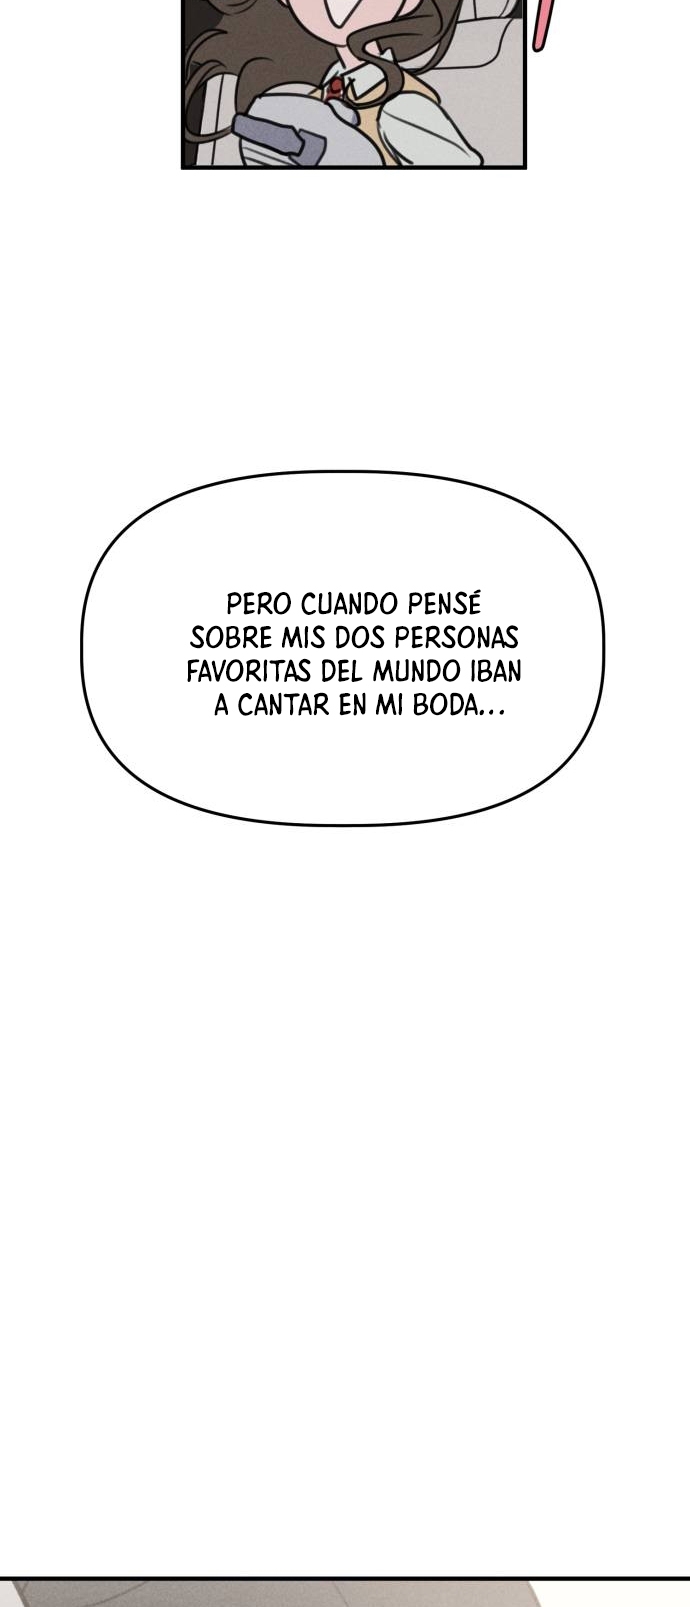 PERO CUANDO PENSÉ
SOBRE MIS DOS PERSONAS
FAVORITAS DEL MUNDO IBAN
A CANTAR EN MI BODA...